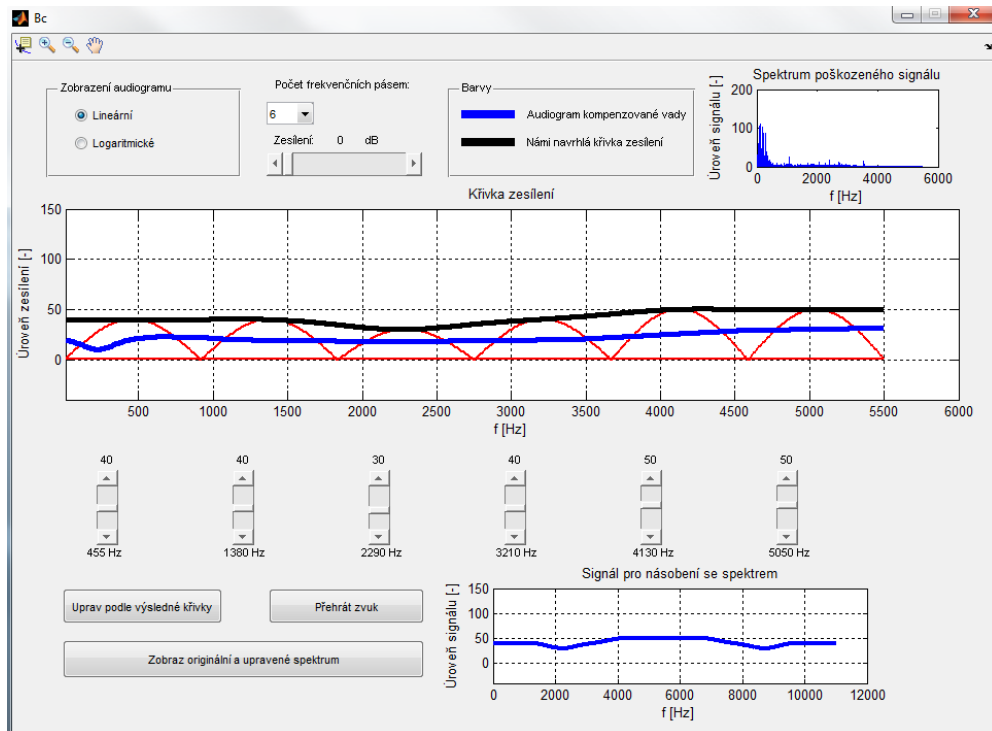 Bc
Zobrazení audiogramu
Lineární
Logaritmické
Počet frekvenčních pásem:
6
Zesílení: 0 dB
Barvy
Audiogram kompenzované vady
Námi navrhlá křivka zesílení
Spektrum poškozeného signálu
Úroveň signálu [-]
200
100
0
0 2000 4000 6000
f [Hz]
Křivka zesílení
Úroveň zesílení [-]
150
100
50
0
500 1000 1500 2000 2500 3000 3500 4000 4500 5000 5500 6000
f [Hz]
40 40 30 40 50 50
455 Hz 1380 Hz 2290 Hz 3210 Hz 4130 Hz 5050 Hz
Uprav podle výsledné křivky
Přehrát zvuk
Zobraz originální a upravené spektrum
Signál pro násobení se spektrem
Úroveň signálu [-]
150
100
50
0
0 2000 4000 6000 8000 10000 12000
f [Hz]